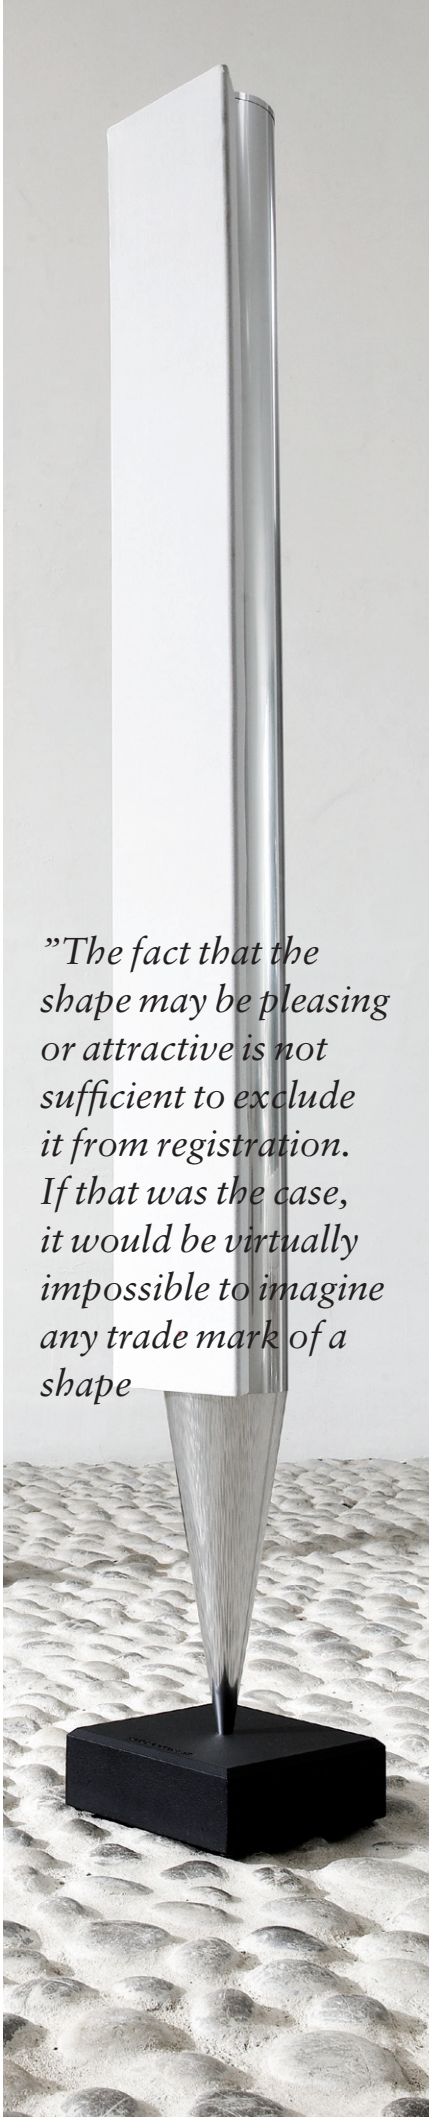 ”The fact that the
shape may be pleasing
or attractive is not
sufficient to exclude
it from registration.
If that was the case,
it would be virtually
impossible to imagine
any trade mark of a
shape